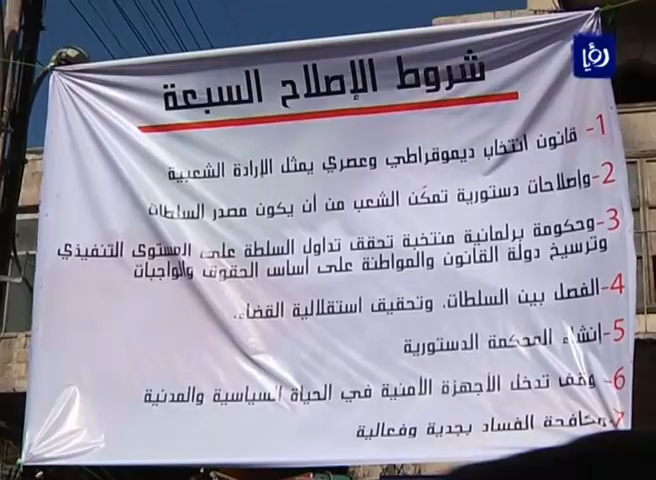 رؤيا
شروط الإصلاح السبعة
1- قانون انتخاب ديموقراطي وعصري يمثل الإرادة الشعبية
2- وإصلاحات دستورية تمكّن الشعب من أن يكون مصدر السلطات
3- وحكومة برلمانية منتخبة تحقق تداول السلطة على المستوى التنفيذي
وترسيخ دولة القانون والمواطنة على أساس الحقوق والواجبات
4- الفصل بين السلطات، وتحقيق استقلالية القضاء.
5- إنشاء المحكمة الدستورية
6- وقف تدخل الأجهزة الأمنية في الحياة السياسية والمدنية
7- مكافحة الفساد بجدية وفعالية